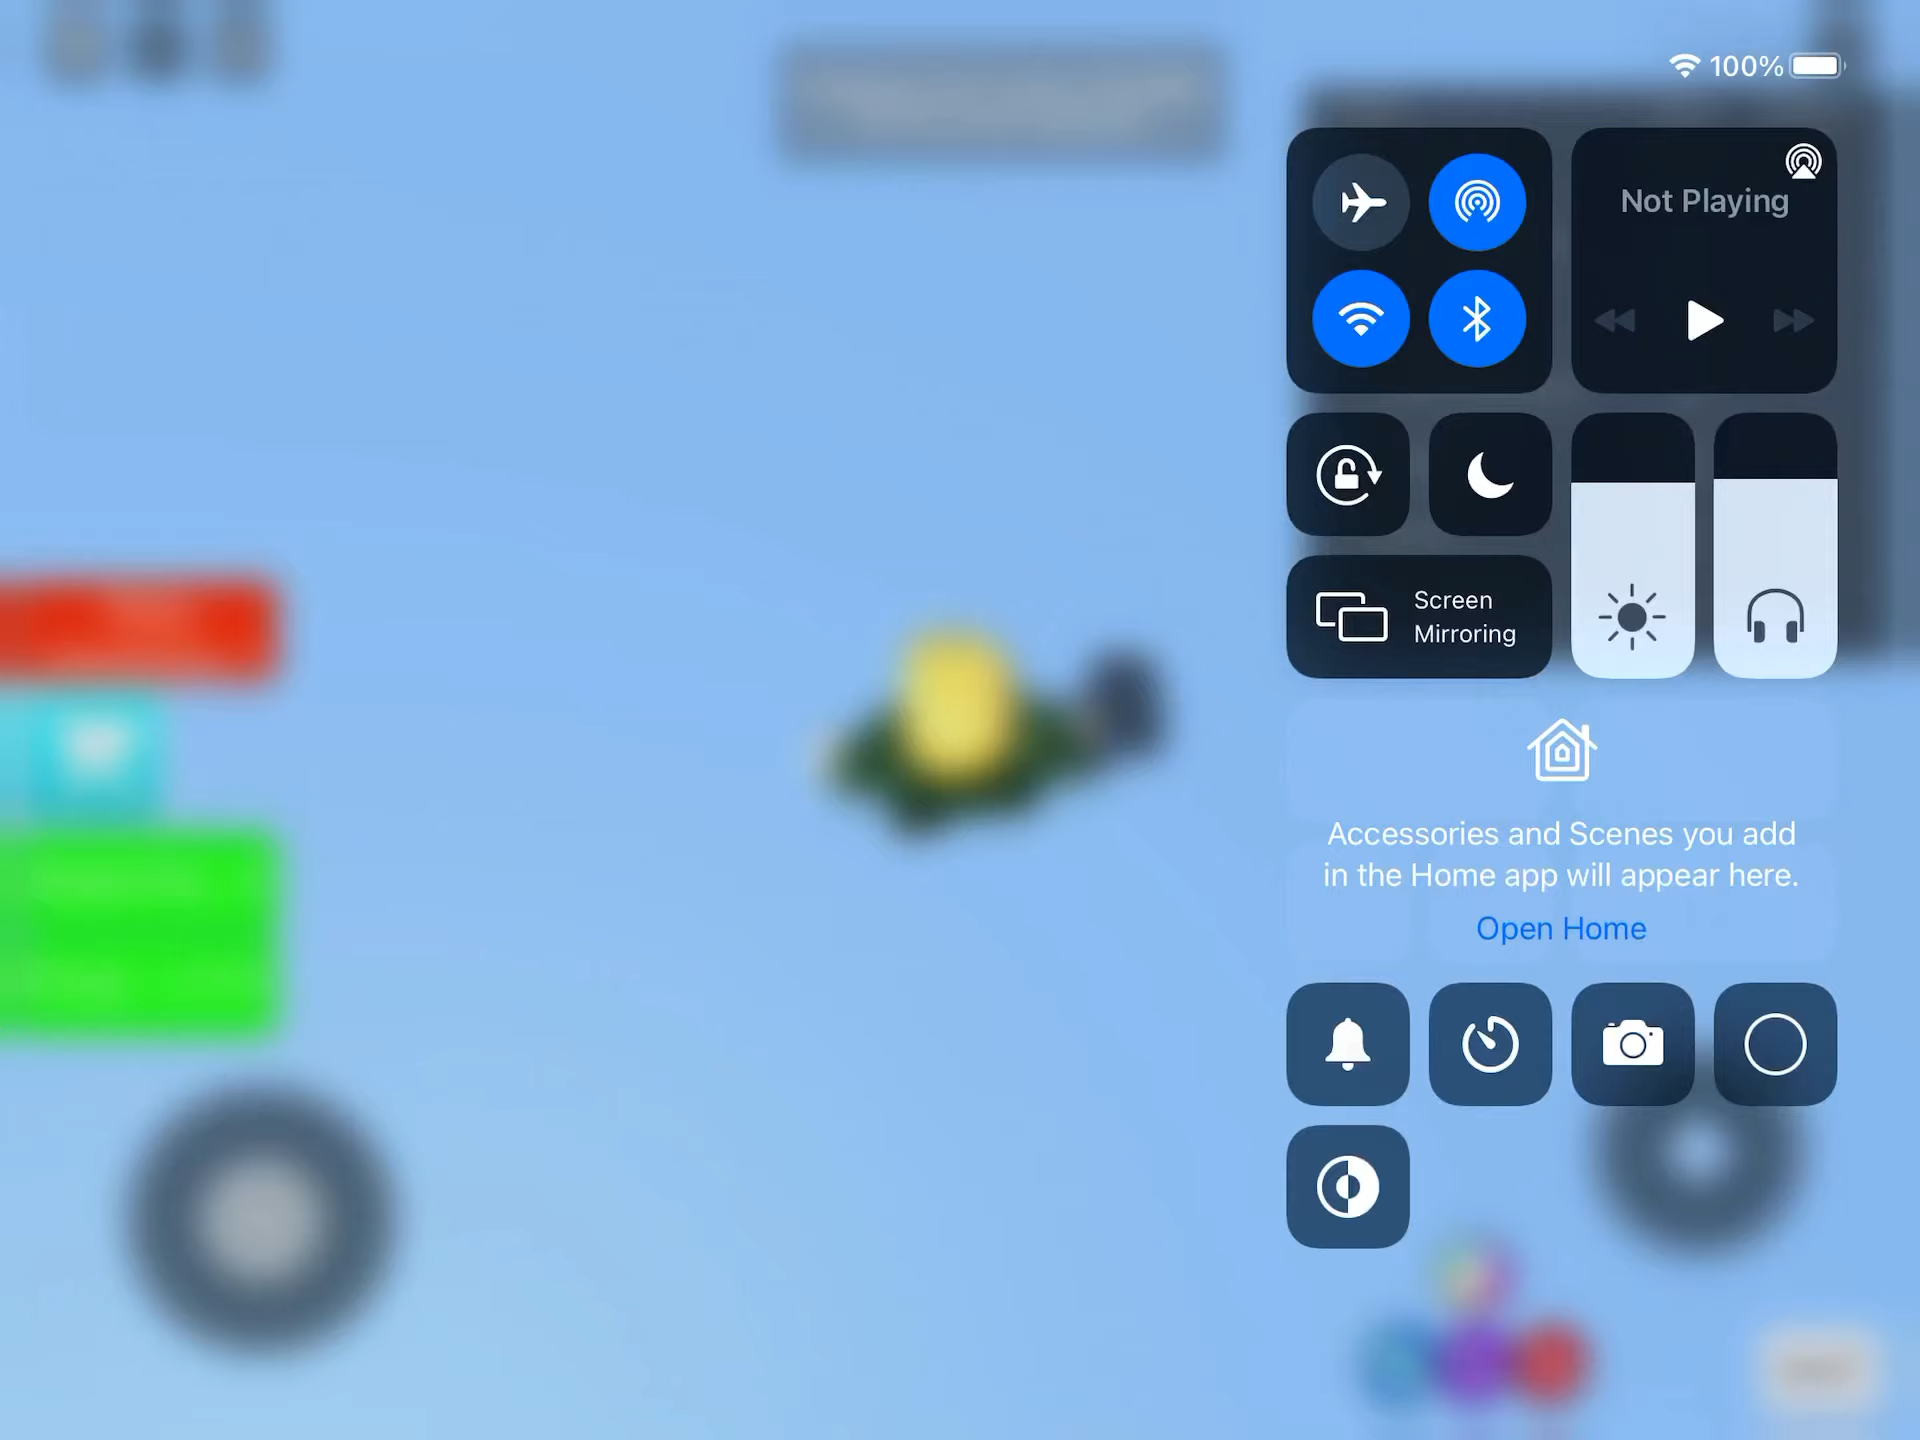 100%
Not Playing
Screen
Mirroring
Accessories and Scenes you add
in the Home app will appear here.
Open Home